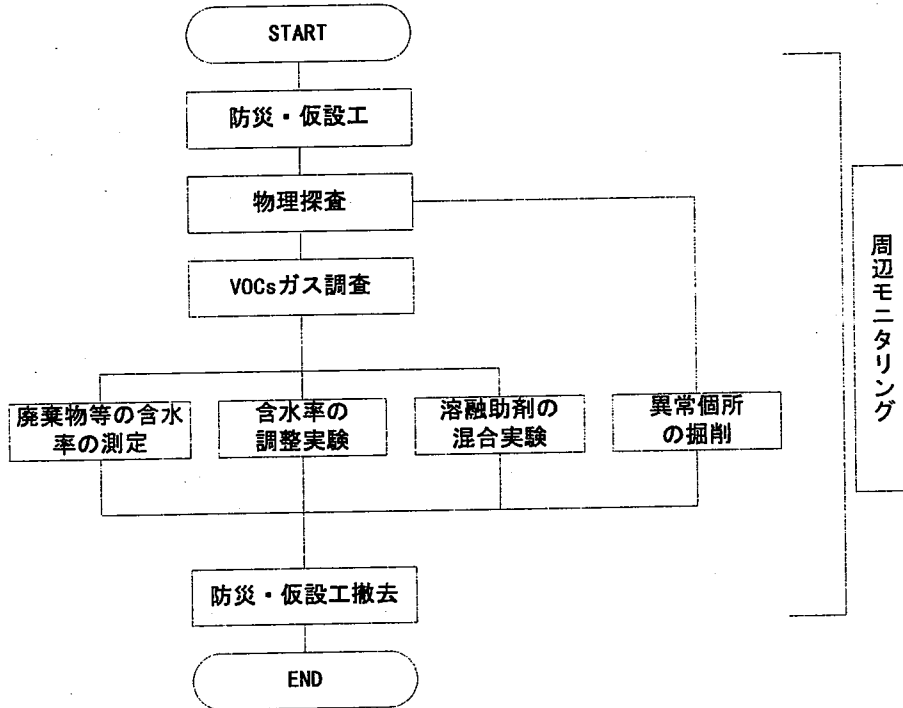 START
防災・仮設工
物理探査
VOCsガス調査
廃棄物等の含水
率の測定
含水率の
調整実験
溶融助剤の
混合実験
異常個所
の掘削
防災・仮設工撤去
END
周辺モニタリング